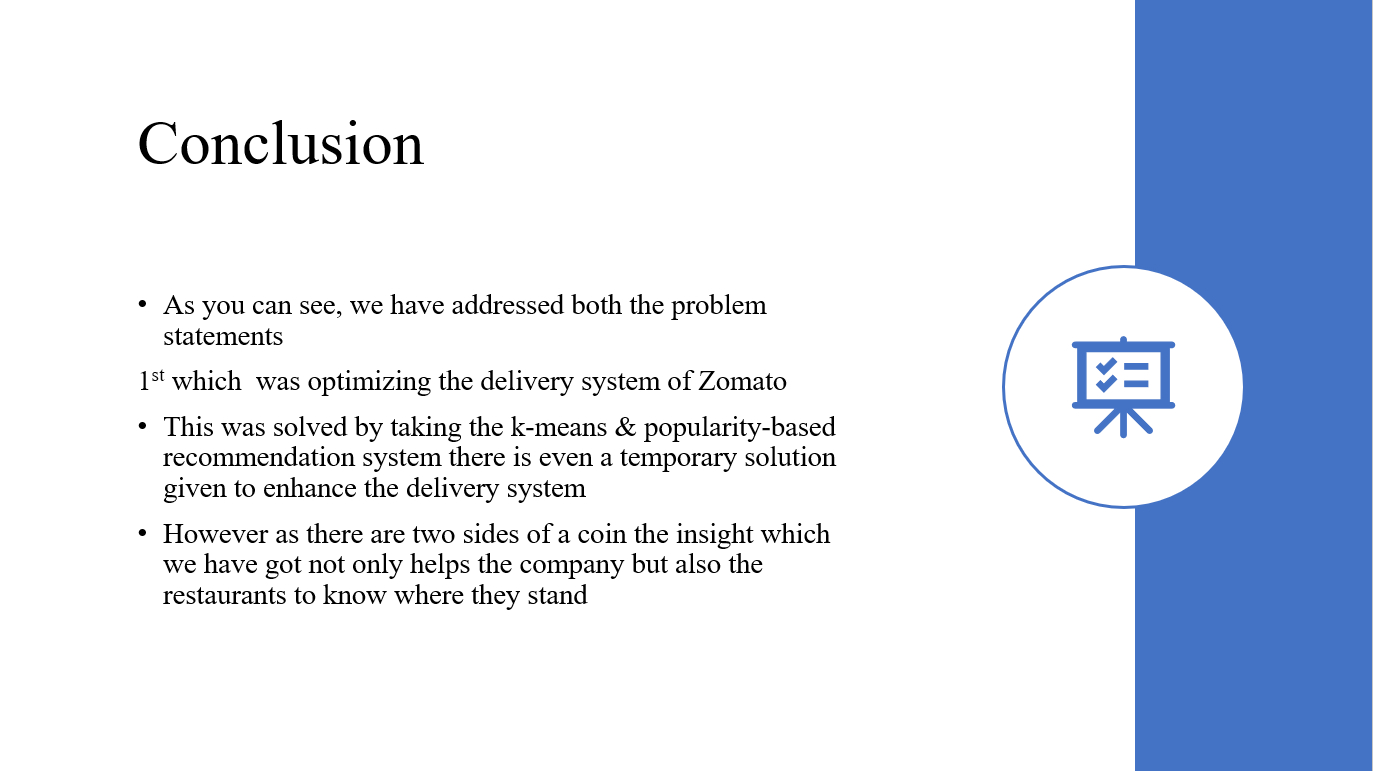 Conclusion
• As you can see, we have addressed both the problem
statements
1st which  was optimizing the delivery system of Zomato
• This was solved by taking the k-means & popularity-based
recommendation system there is even a temporary solution
given to enhance the delivery system
• However as there are two sides of a coin the insight which
we have got not only helps the company but also the
restaurants to know where they stand